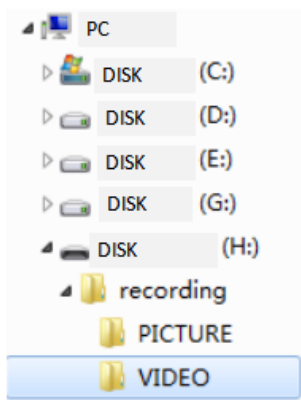 PC
DISK (C:)
DISK (D:)
DISK (E:)
DISK (G:)
DISK (H:)
recording
PICTURE
VIDEO